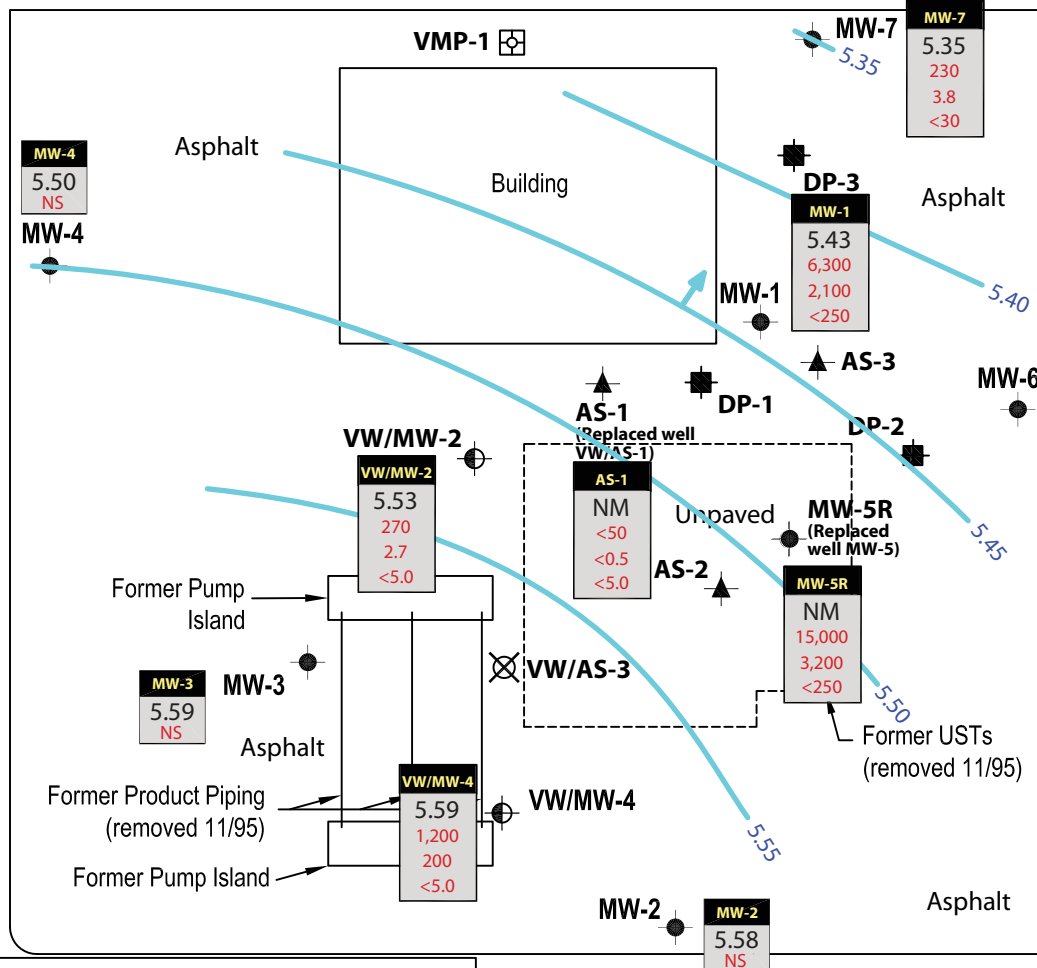 VMP-1
MW-7
5.35
MW-7
5.35
230
3.8
<30
Asphalt
MW-4
5.50
NS
MW-4
Building
DP-3
Asphalt
MW-1
5.43
6,300
2,100
<250
5.40
MW-1
AS-3
MW-6
AS-1
(Replaced well
VW/AS-1)
DP-1
DP-2
VW/MW-2
VW/MW-2
5.53
270
2.7
<5.0
AS-1
NM
<50
<0.5
<5.0
Unpaved
MW-5R
(Replaced
well MW-5)
5.45
AS-2
MW-5R
NM
15,000
3,200
<250
5.50
Former Pump
Island
MW-3
MW-3
5.59
NS
VW/AS-3
Former USTs
(removed 11/95)
Asphalt
Former Product Piping
(removed 11/95)
VW/MW-4
5.59
1,200
200
<5.0
VW/MW-4
5.55
Former Pump Island
MW-2
MW-2
5.58
NS
Asphalt